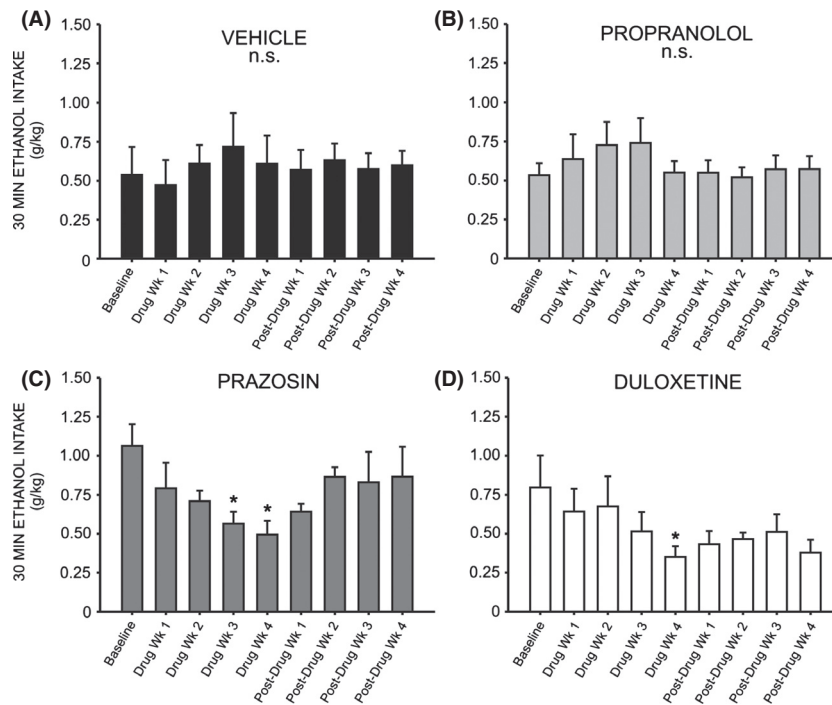 (A)
VEHICLE
n.s.
30 MIN ETHANOL INTAKE
(g/kg)
1.50
1.25
1.00
0.75
0.50
0.25
0
Baseline
Drug Wk 1
Drug Wk 2
Drug Wk 3
Drug Wk 4
Post-Drug Wk 1
Post-Drug Wk 2
Post-Drug Wk 3
Post-Drug Wk 4
(B)
PROPRANOLOL
n.s.
1.50
1.25
1.00
0.75
0.50
0.25
0
Baseline
Drug Wk 1
Drug Wk 2
Drug Wk 3
Drug Wk 4
Post-Drug Wk 1
Post-Drug Wk 2
Post-Drug Wk 3
Post-Drug Wk 4
(C)
PRAZOSIN
30 MIN ETHANOL INTAKE
(g/kg)
1.50
1.25
1.00
0.75
0.50
0.25
0
* *
Baseline
Drug Wk 1
Drug Wk 2
Drug Wk 3
Drug Wk 4
Post-Drug Wk 1
Post-Drug Wk 2
Post-Drug Wk 3
Post-Drug Wk 4
(D)
DULOXETINE
1.50
1.25
1.00
0.75
0.50
0.25
0
*
Baseline
Drug Wk 1
Drug Wk 2
Drug Wk 3
Drug Wk 4
Post-Drug Wk 1
Post-Drug Wk 2
Post-Drug Wk 3
Post-Drug Wk 4